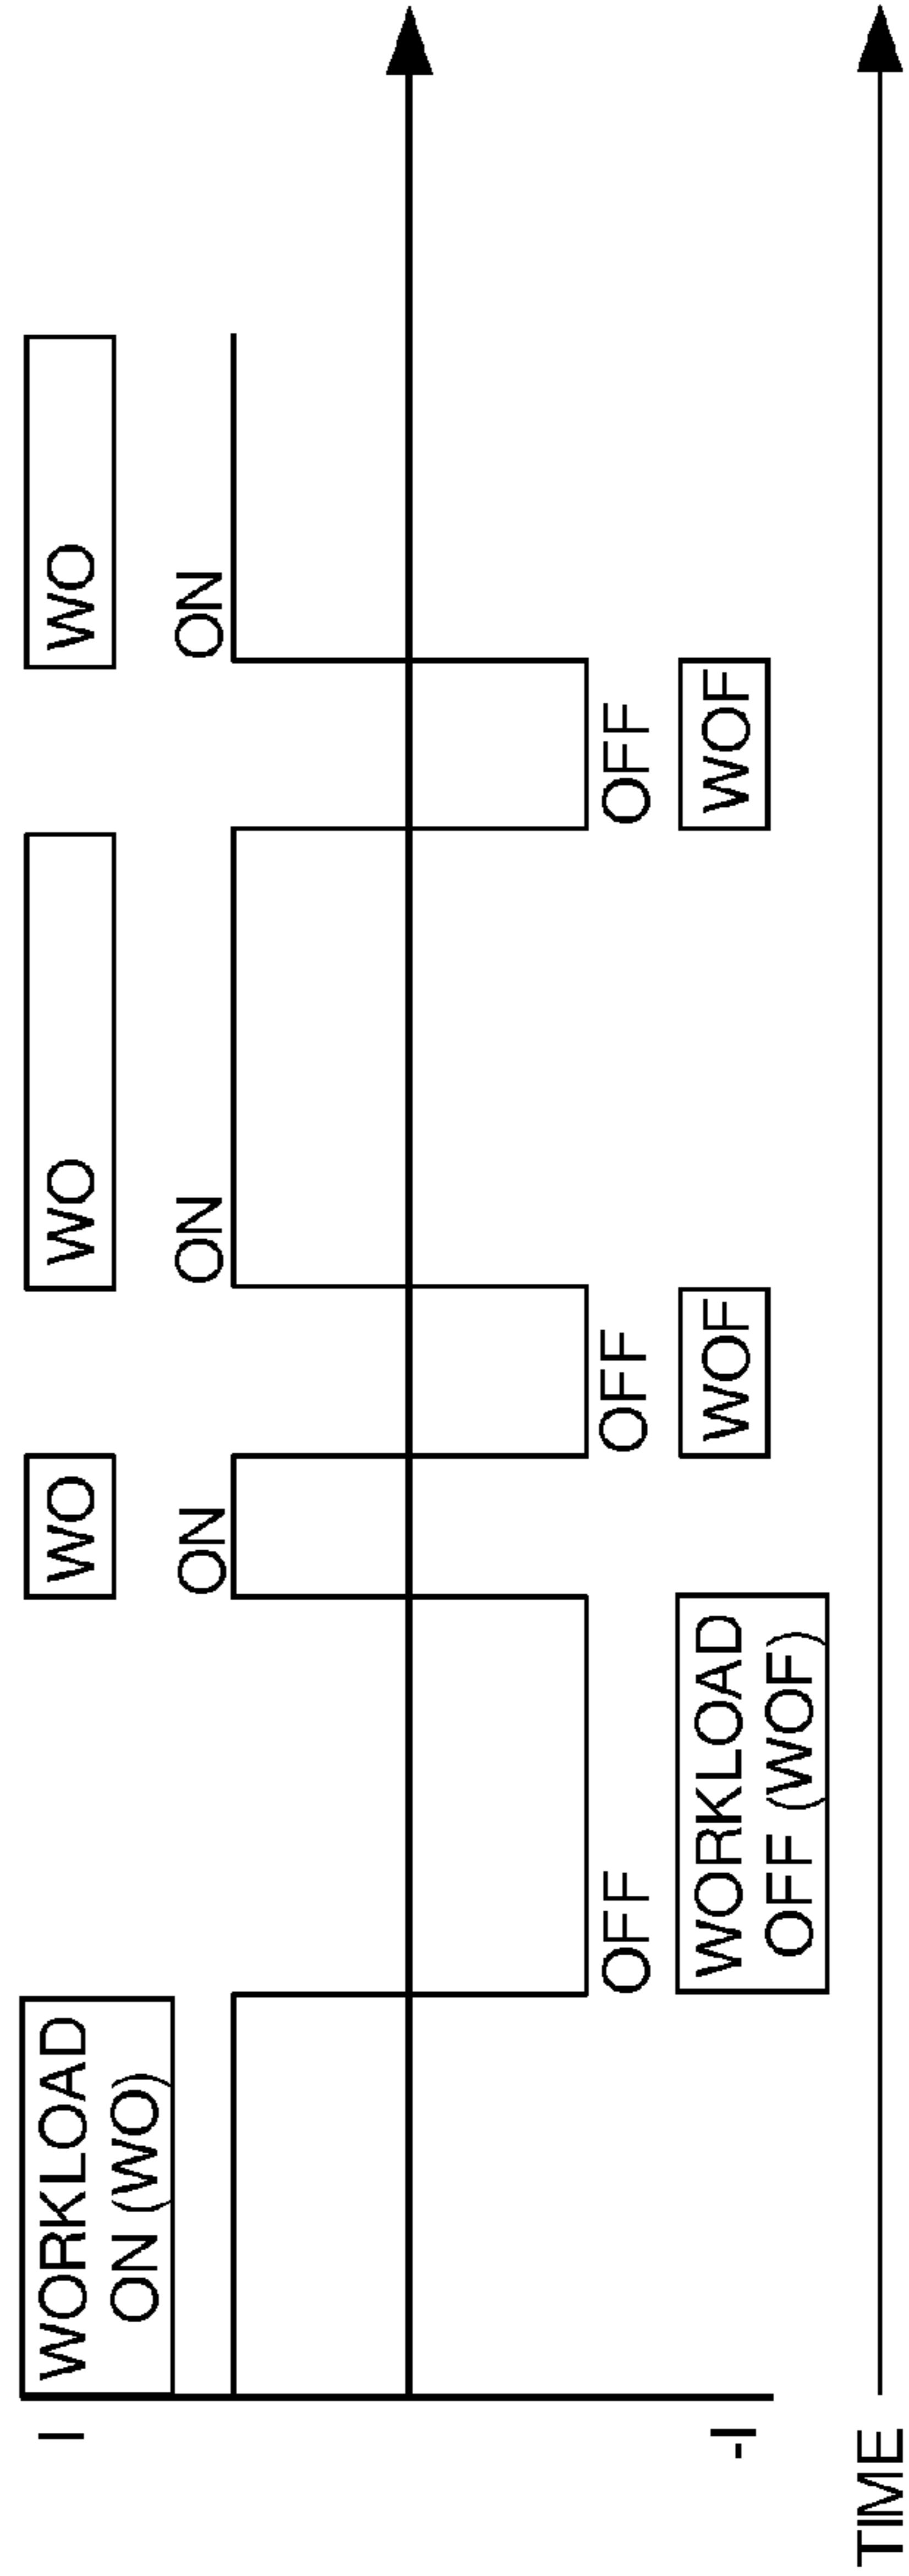 I
WORKLOAD
ON (WO)
WO
WO
WO
ON
ON
ON
OFF
OFF
OFF
-I
WORKLOAD
OFF (WOF)
WOF
WOF
TIME